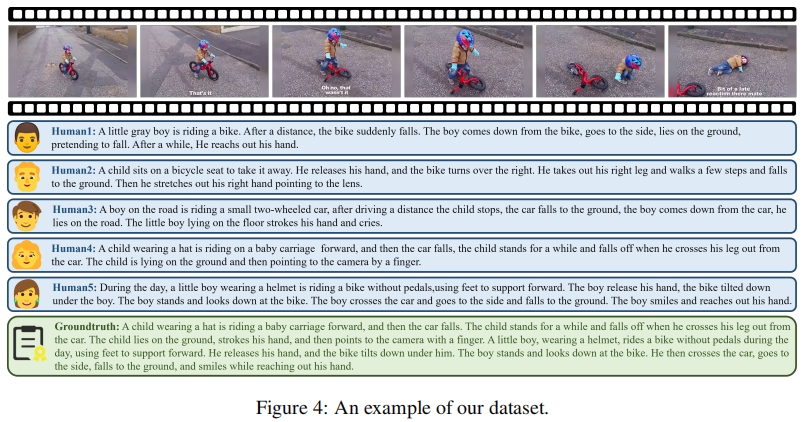 That's it
Oh no, that
wasn't it
Bit of a late
reaction there mate
Human1: A little gray boy is riding a bike. After a distance, the bike suddenly falls. The boy comes down from the bike, goes to the side, lies on the ground,
pretending to fall. After a while, He reaches out his hand.
Human2: A child sits on a bicycle seat to take it away. He releases his hand, and the bike turns over the right. He takes out his right leg and walks a few steps and falls
to the ground. Then he stretches out his right hand pointing to the lens.
Human3: A boy on the road is riding a small two-wheeled car, after driving a distance the child stops, the car falls to the ground, the boy comes down from the car, he
lies on the road. The little boy lying on the floor strokes his hand and cries.
Human4: A child wearing a hat is riding on a baby carriage forward, and then the car falls, the child stands for a while and falls off when he crosses his leg out from
the car. The child is lying on the ground and then pointing to the camera by a finger.
Human5: During the day, a little boy wearing a helmet is riding a bike without pedals,using feet to support forward. The boy release his hand, the bike tilted down
under the boy. The boy stands and looks down at the bike. The boy crosses the car and goes to the side and falls to the ground. The boy smiles and reaches out his hand.
Groundtruth: A child wearing a hat is riding a baby carriage forward, and then the car falls. The child stands for a while and falls off when he crosses his leg out from
the car. The child lies on the ground, strokes his hand, and then points to the camera with a finger. A little boy, wearing a helmet, rides a bike without pedals during the
day, using feet to support forward. He releases his hand, and the bike tilts down under him. The boy stands and looks down at the bike. He then crosses the car, goes to
the side, falls to the ground, and smiles while reaching out his hand.
Figure 4: An example of our dataset.